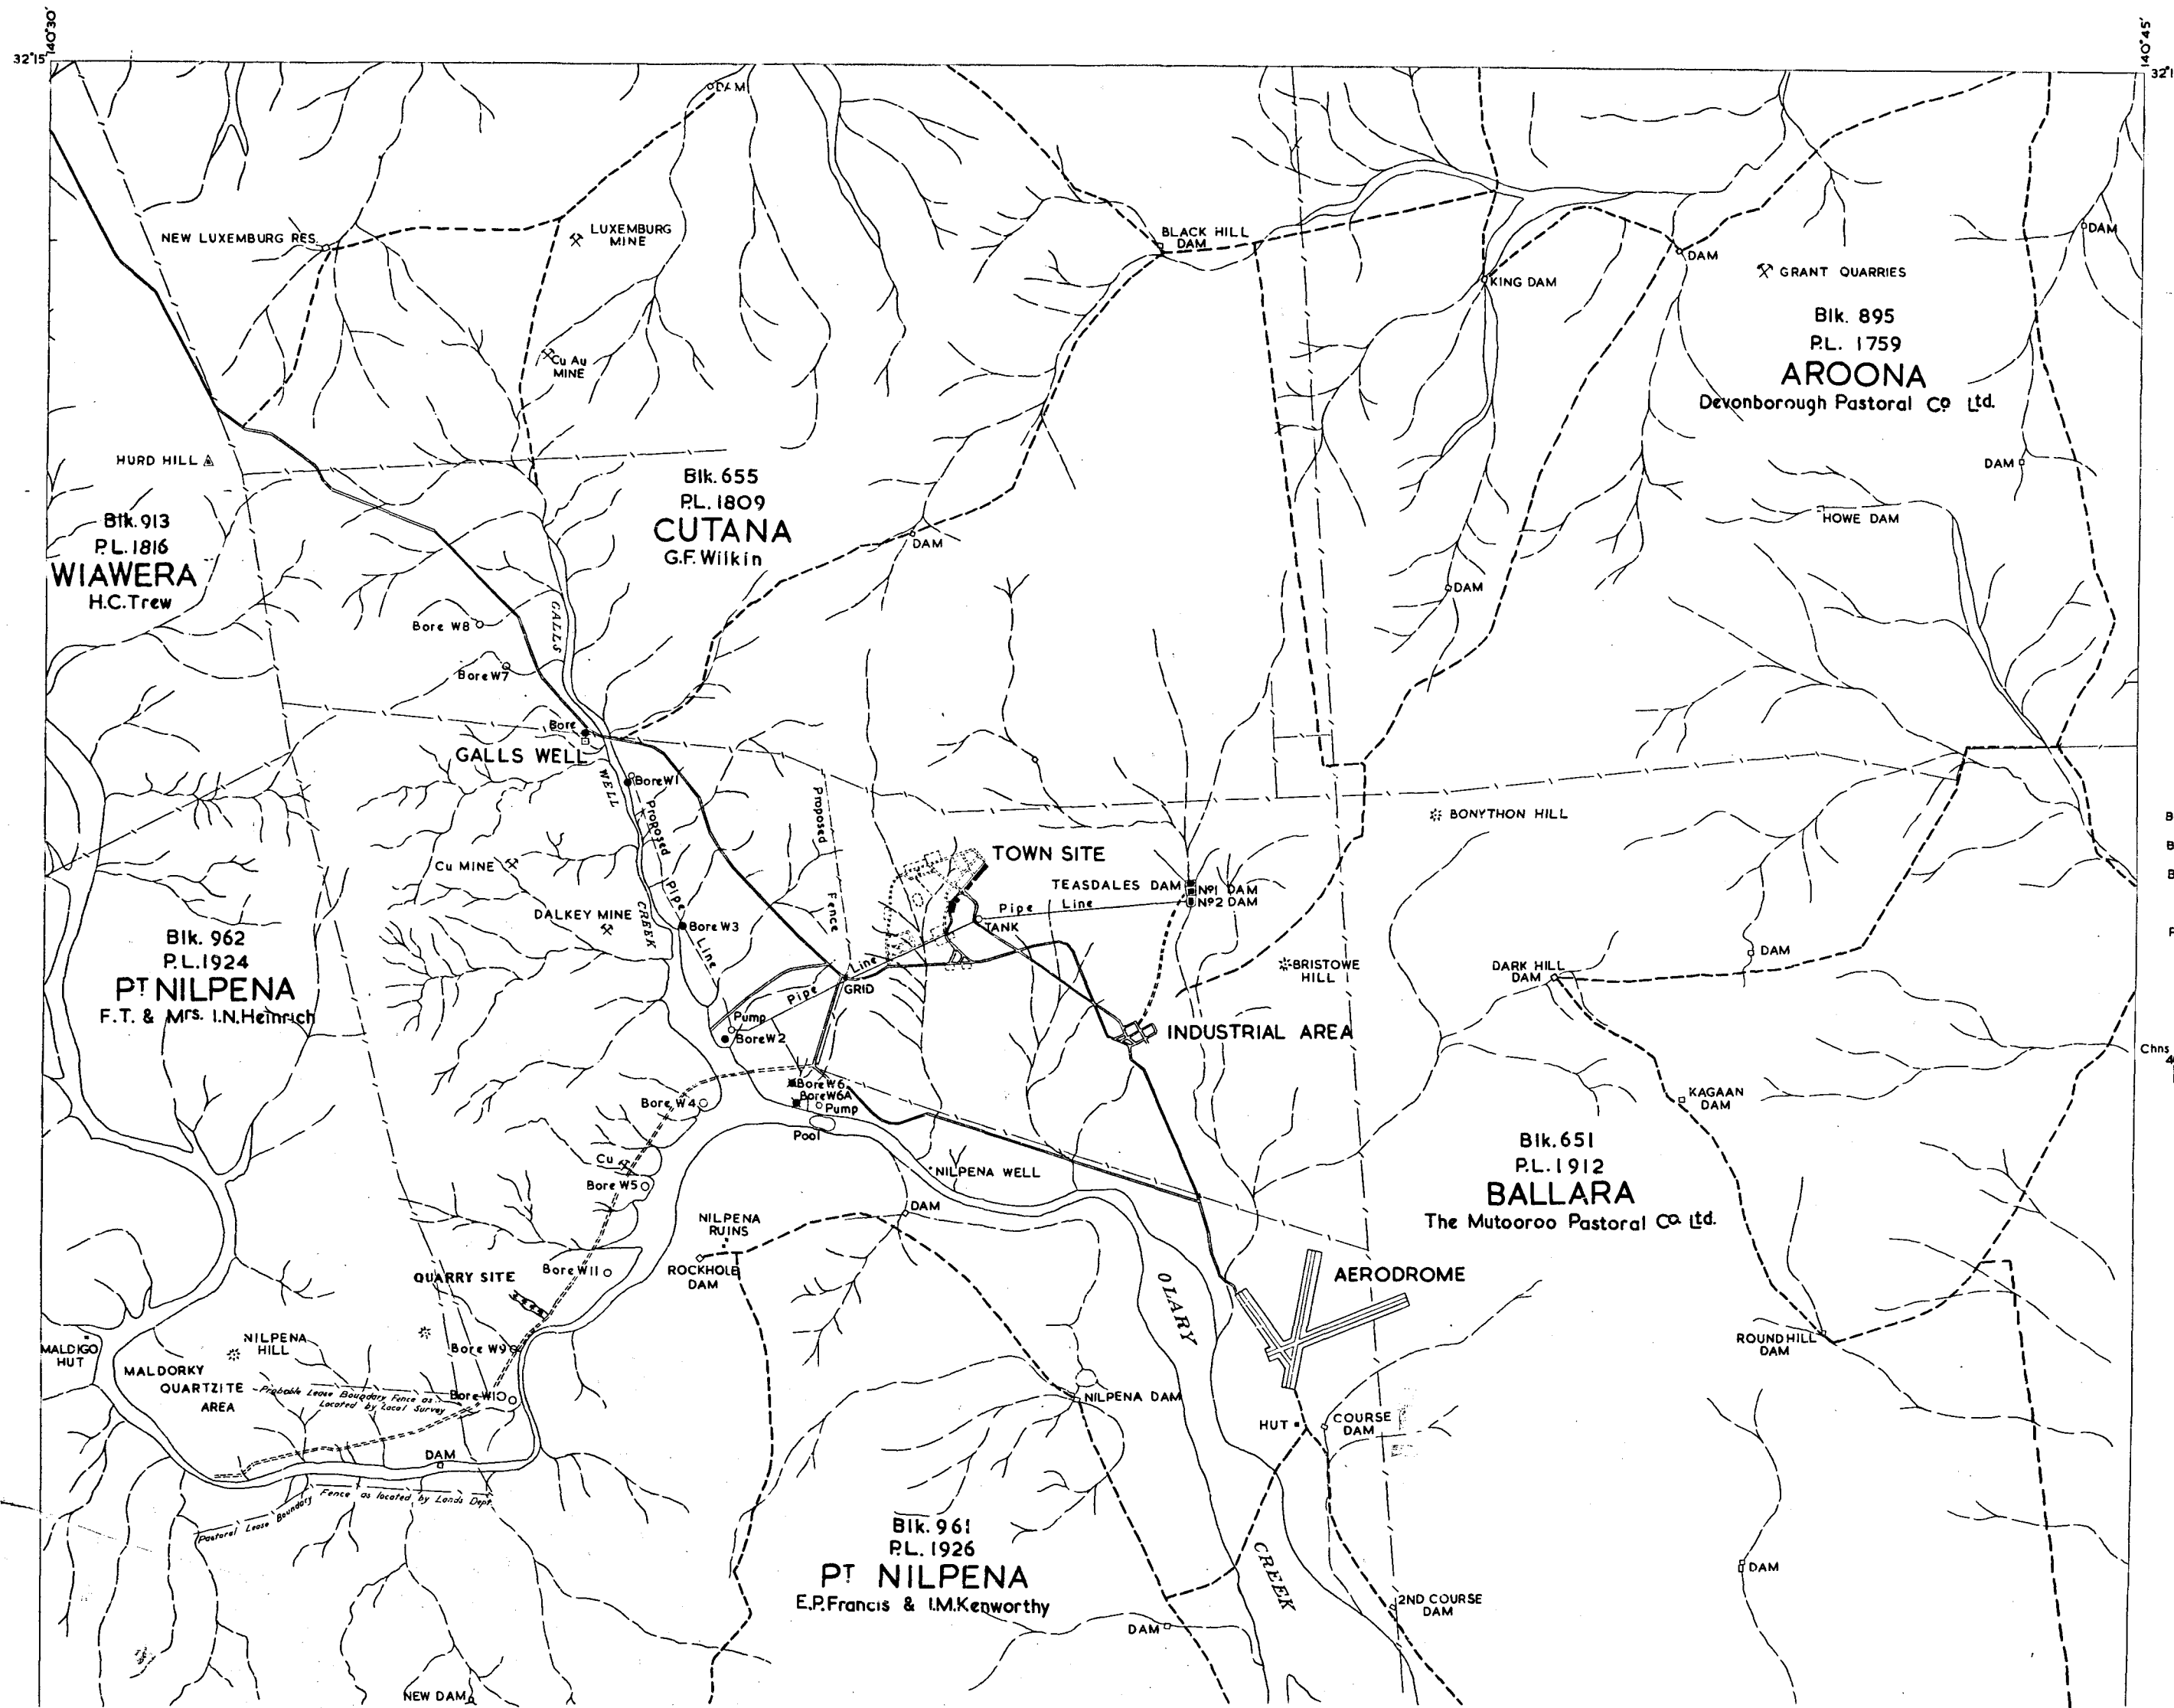 140°30'
140°45'
32°15'
32°1
DAM
NEW LUXEMBURG RES.
LUXEMBURG
MINE
BLACK HILL
DAM
KING DAM
DAM
GRANT QUARRIES
DAM
Blk. 895
P.L. 1759
AROONA
Devonborough Pastoral Co. Ltd.
Cu Au
MINE
HURD HILL
Blk. 655
P.L. 1809
CUTANA
G.F. Wilkin
DAM
HOWE DAM
Blk. 913
P.L. 1816
WIAWERA
H.C. Trew
DAM
DAM
Bore W8
GALLS
Bore W7
Bore
GALLS WELL
WELL
Bore W1
Proposed
Pipe
Line
Proposed
Fence
BONYTHON HILL
B
B
B
Cu MINE
TOWN SITE
TEASDALES DAM
Nº1 DAM
Nº2 DAM
Pipe Line
DALKEY MINE
CREEK
Bore W3
TANK
Blk. 962
P.L. 1924
PT NILPENA
F.T. & Mrs. I.N. Heinrich
Pipe
Line
GRID
BRISTOWE
HILL
DARK HILL
DAM
DAM
Pump
Bore W2
INDUSTRIAL AREA
Chns
Bore W6
Bore W6A
Pump
Bore W4
Pool
KAGAAN
DAM
Blk. 651
P.L. 1912
BALLARA
The Mutooroo Pastoral Co. Ltd.
Cu
Bore W5
NILPENA WELL
NILPENA
RUINS
DAM
ROCKHOLE
DAM
QUARRY SITE
Bore W11
OLARY
AERODROME
MALDIGO
HUT
NILPENA
HILL
Bore W9
ROUND HILL
DAM
MALDORKY
QUARTZITE
AREA
Probable Lease Boundary Fence as
Located by Local Survey
Bore W10
NILPENA DAM
HUT
COURSE
DAM
DAM
Pastoral Lease Boundary Fence as located by Lands Dept.
Blk. 961
P.L. 1926
PT NILPENA
E.P. Francis & I.M. Kenworthy
CREEK
DAM
2ND COURSE
DAM
DAM
NEW DAM